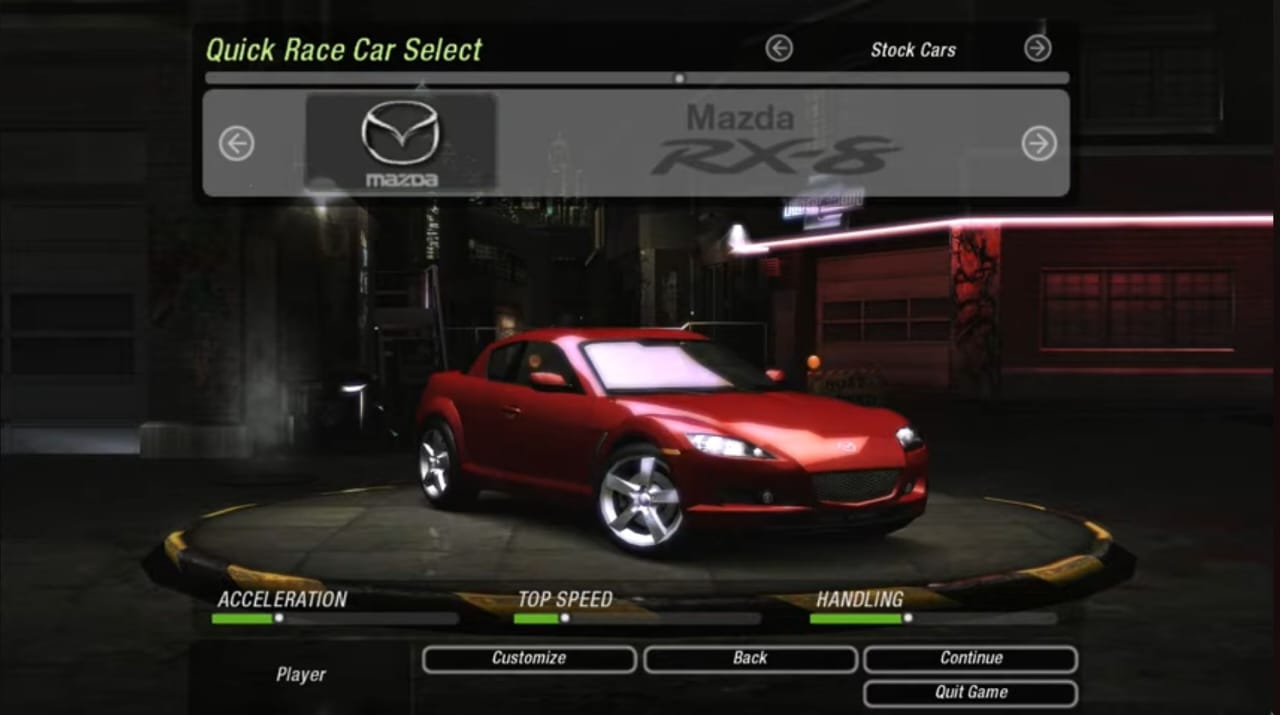 Quick Race Car Select
Stock Cars
mazda
Mazda
RX-8
ACCELERATION
TOP SPEED
HANDLING
Player
Customize
Back
Continue
Quit Game